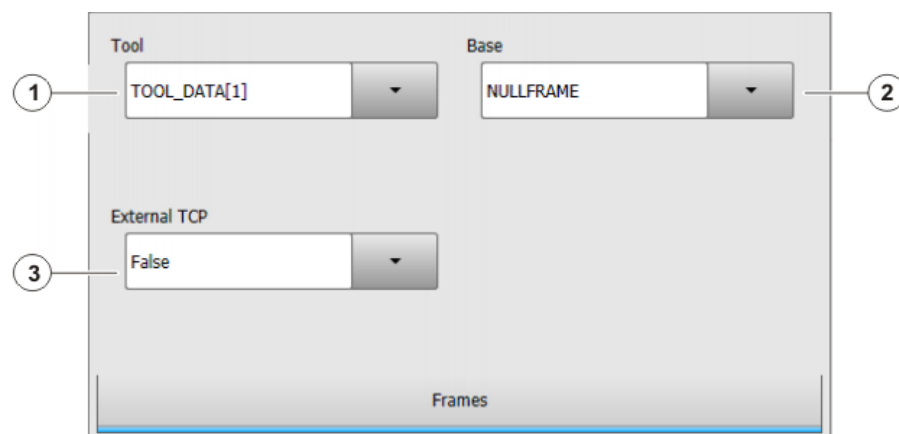 Tool
Base
1
TOOL_DATA[1]
NULLFRAME
2
External TCP
3
False
Frames